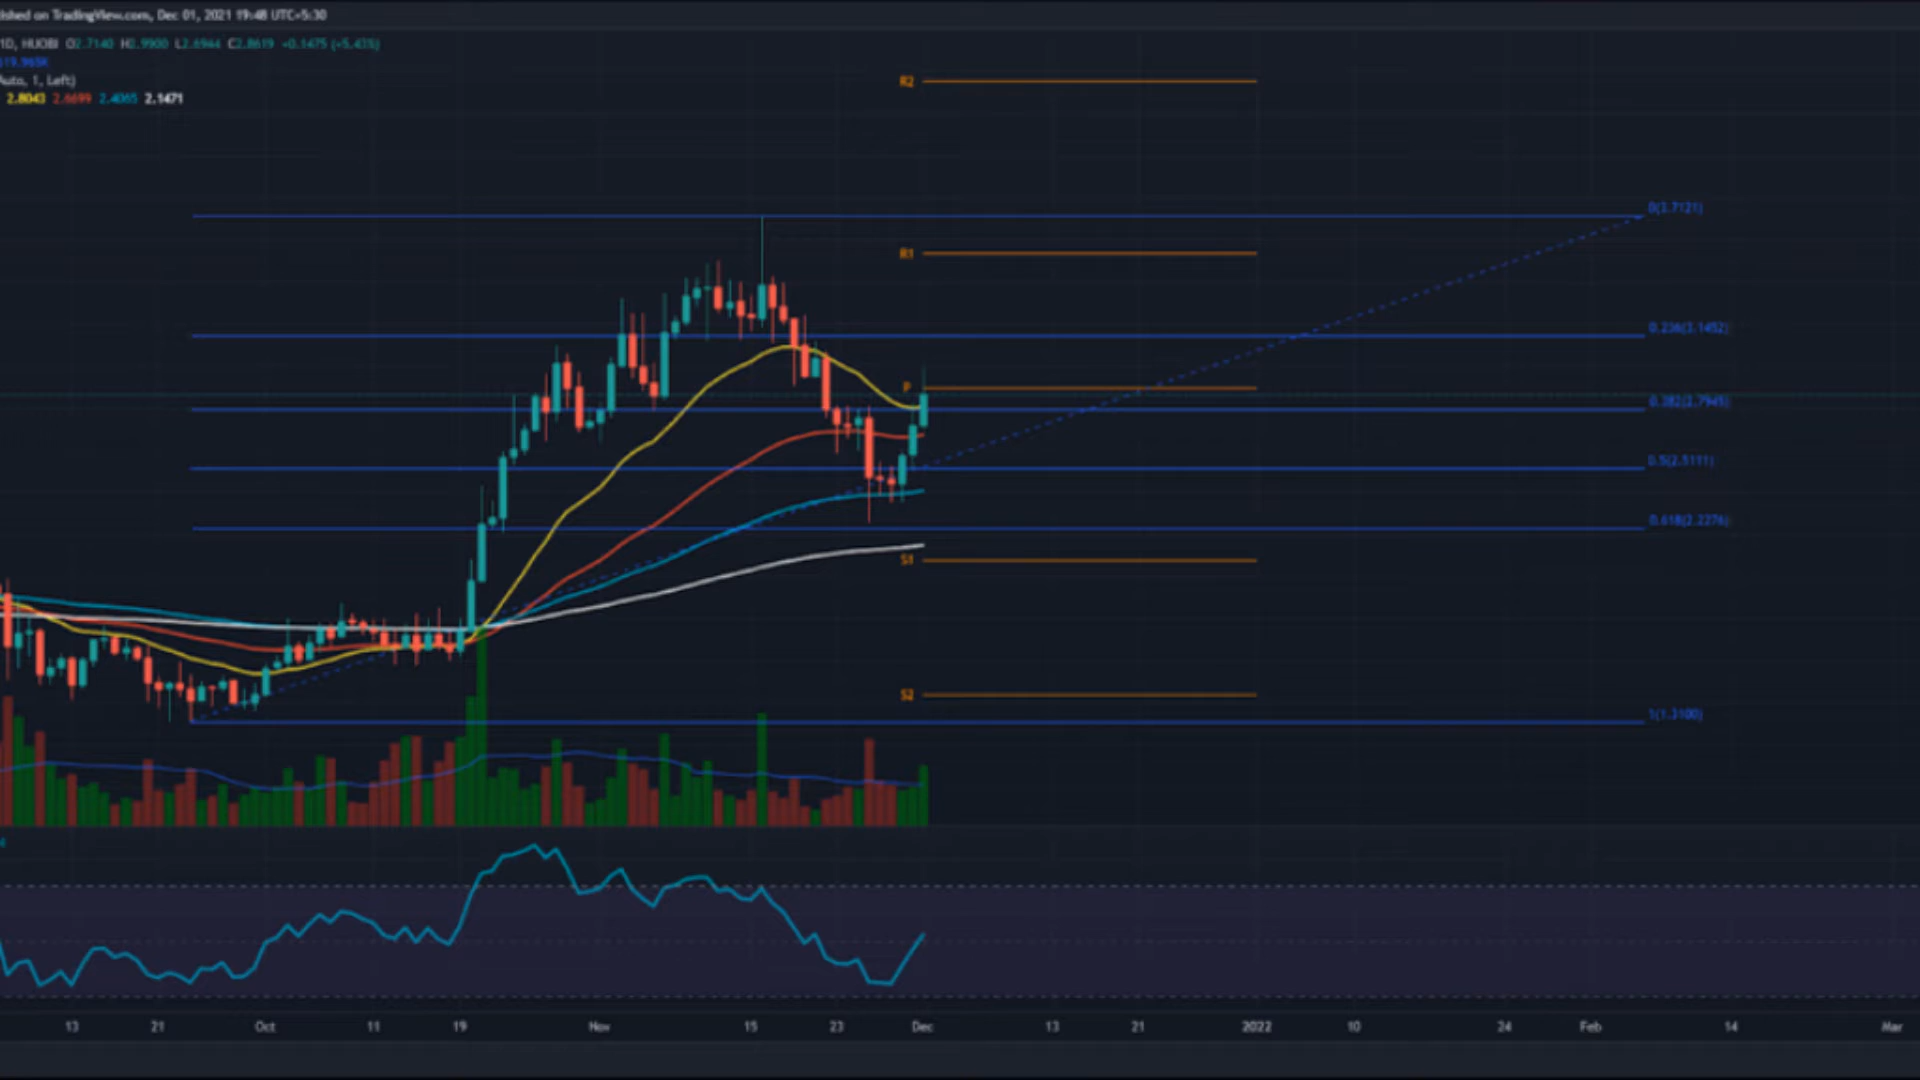 lished on TradingView.com, Dec 01, 2021 19:48 UTC+5:30
1D, HUOBI O2.7140 H2.9900 L2.6944 C2.8619 +0.1475 (+5.43%)
19.965K
Auto, 1, Left)
2.8043 2.6699 2.4065 2.1471
R2
0(3.7121)
R1
0.236(3.1452)
P
0.382(2.7945)
0.5(2.5111)
0.618(2.2276)
S1
S2
1(1.3100)
13 21 Oct 11 19 Nov 15 23 Dec 13 21 2022 10 24 Feb 14 Mar